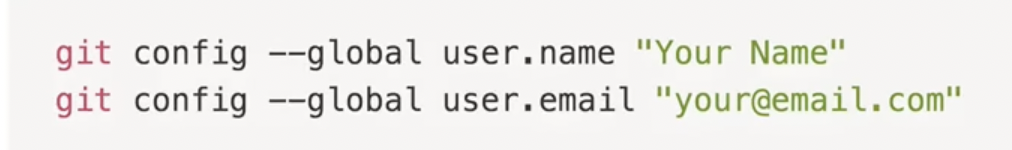 git config --global user.name "Your Name"
git config --global user.email "your@email.com"